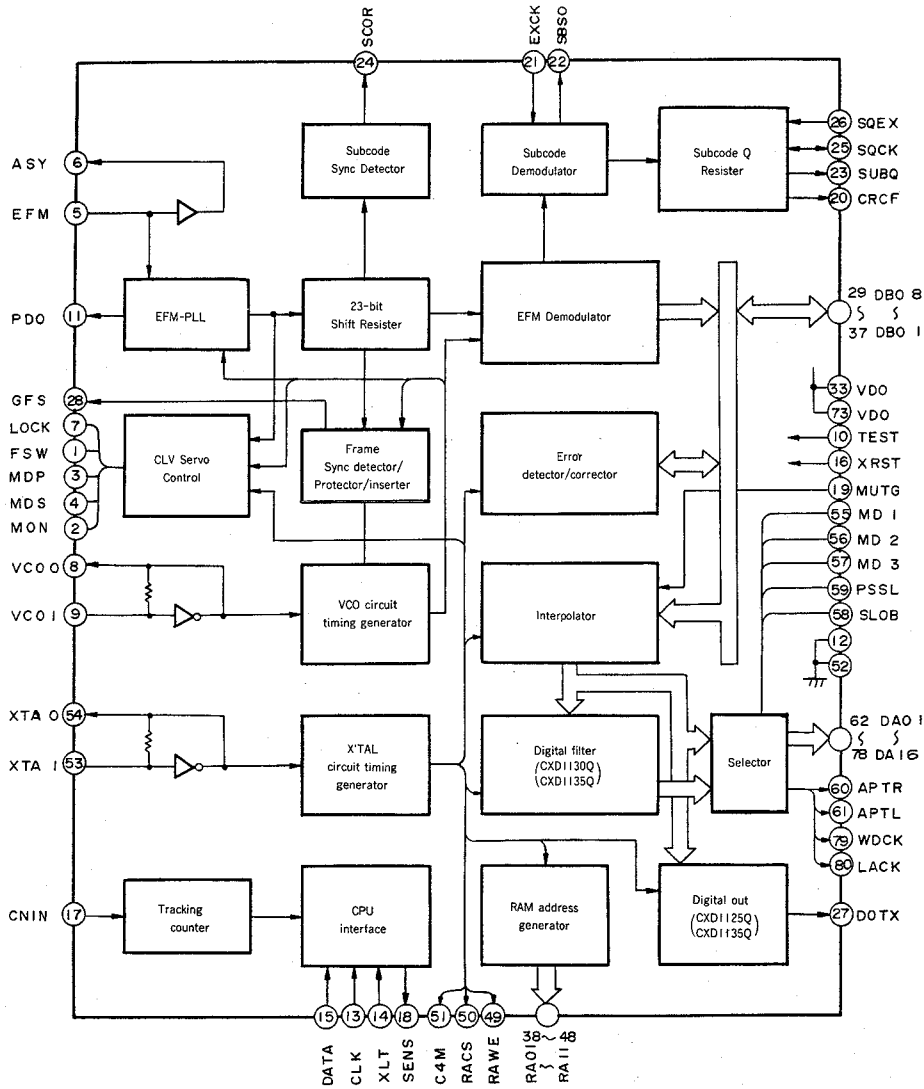 SCOR
EXCK
SBSO
24
21
22
ASY
6
EFM
5
Subcode
Sync Detector
Subcode
Demodulator
Subcode Q
Register
26
SQEX
25
SQCK
23
SUBQ
20
CRCF
PDO
11
EFM-PLL
23-bit
Shift Register
EFM Demodulator
29 DBO 8
37 DBO 1
GFS
28
LOCK
7
FSW
1
MDP
3
MDS
4
MON
2
CLV Servo
Control
Frame
Sync detector/
Protector/inserter
Error
detector/corrector
33
VDO
73
VDO
10
TEST
16
XRST
19
MUTG
55
MD 1
56
MD 2
57
MD 3
59
PSSL
58
SLOB
12
52
VCO O
8
VCO I
9
VCO circuit
timing generator
Interpolator
XTA O
54
XTA I
53
X'TAL
circuit timing
generator
Digital filter
(CXD1130Q
CXD1135Q)
Selector
62 DAO 1
78 DA 16
60
APTR
61
APTL
79
WDCK
80
LACK
CNIN
17
Tracking
counter
CPU
interface
RAM address
generator
Digital out
(CXD1125Q
CXD1135Q)
27
DOTX
15
13
14
18
51
50
49
DATA
CLK
XLT
SENS
C4M
RACS
RAWE
38~48
RAO1 ~ RA11